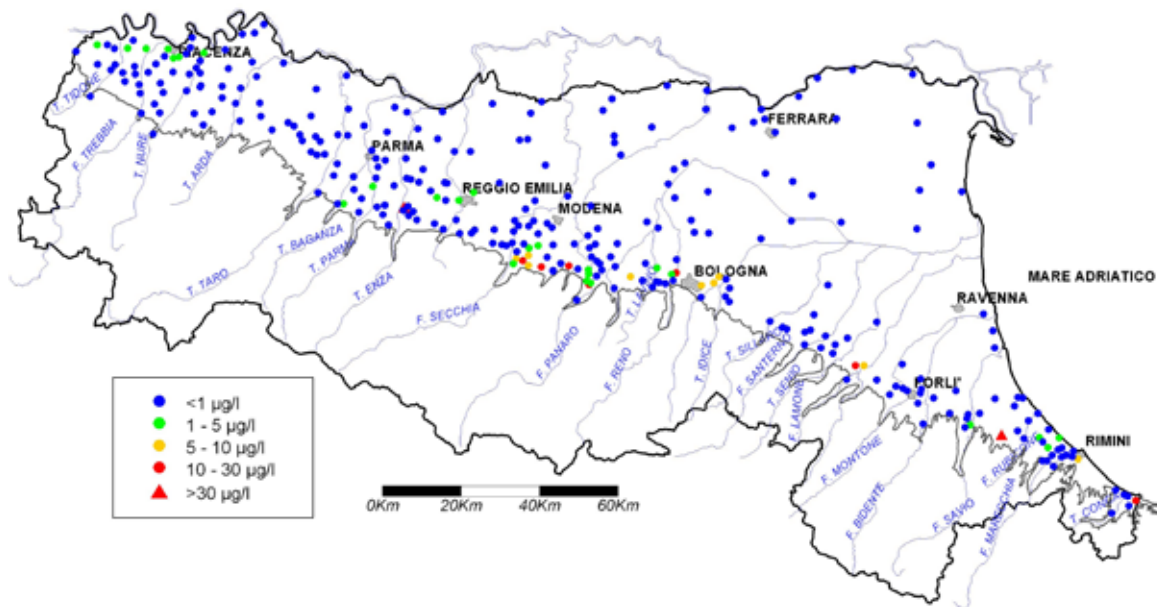 PIACENZA
T. TIDONE
F. TREBBIA
T. NURE
T. ARDA
FERRARA
PARMA
REGGIO EMILIA
MODENA
T. BAGANZA
T. PARMA
T. TARO
T. ENZA
F. SECCHIA
BOLOGNA
MARE ADRIATICO
RAVENNA
F. PANARO
F. RENO
T. IDICE
F. SANTERNO
T. SENIO
F. LAMONE
FORLI'
F. MONTONE
F. BIDENTE
F. SAVIO
F. RUBICONE
F. MARECCHIA
RIMINI
<1 µg/l
1 - 5 µg/l
5 - 10 µg/l
10 - 30 µg/l
>30 µg/l
0Km 20Km 40Km 60Km